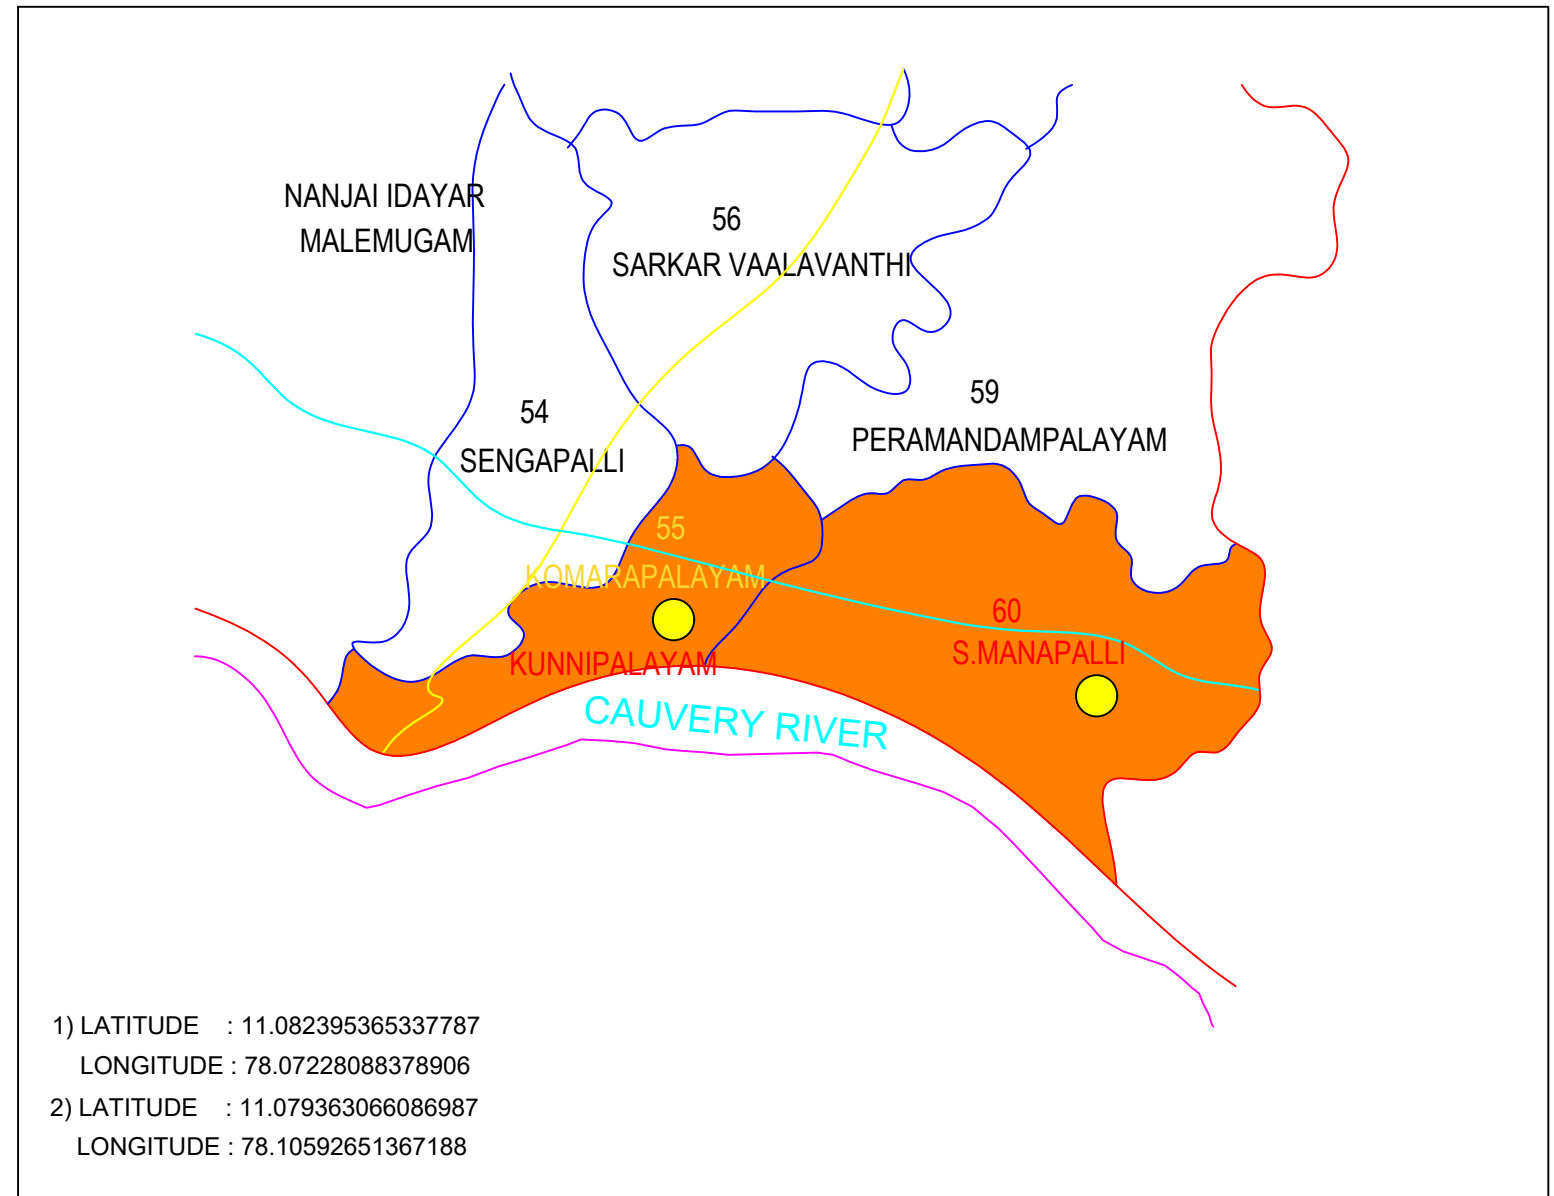 NANJAI IDAYAR
MALEMUGAM
56
SARKAR VAALAVANTHI
59
PERAMANDAMPALAYAM
54
SENGAPALLI
55
KOMARAPALAYAM
60
S.MANAPALLI
KUNNIPALAYAM
CAUVERY RIVER
1) LATITUDE : 11.082395365337787
LONGITUDE : 78.07228088378906
2) LATITUDE : 11.079363066086987
LONGITUDE : 78.10592651367188